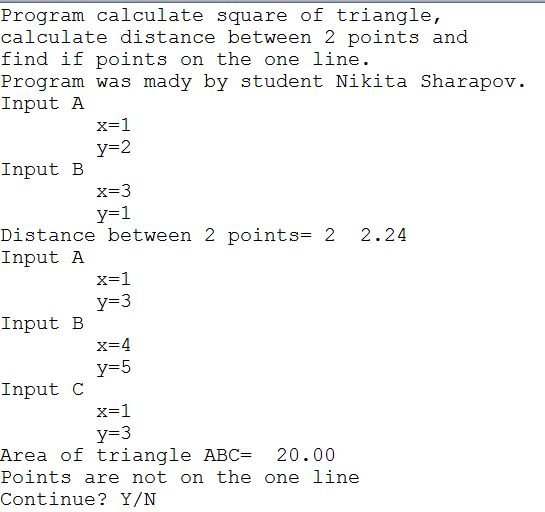 Program calculate square of triangle,
calculate distance between 2 points and
find if points on the one line.
Program was mady by student Nikita Sharapov.
Input A
x=1
y=2
Input B
x=3
y=1
Distance between 2 points= 2  2.24
Input A
x=1
y=3
Input B
x=4
y=5
Input C
x=1
y=3
Area of triangle ABC=  20.00
Points are not on the one line
Continue? Y/N